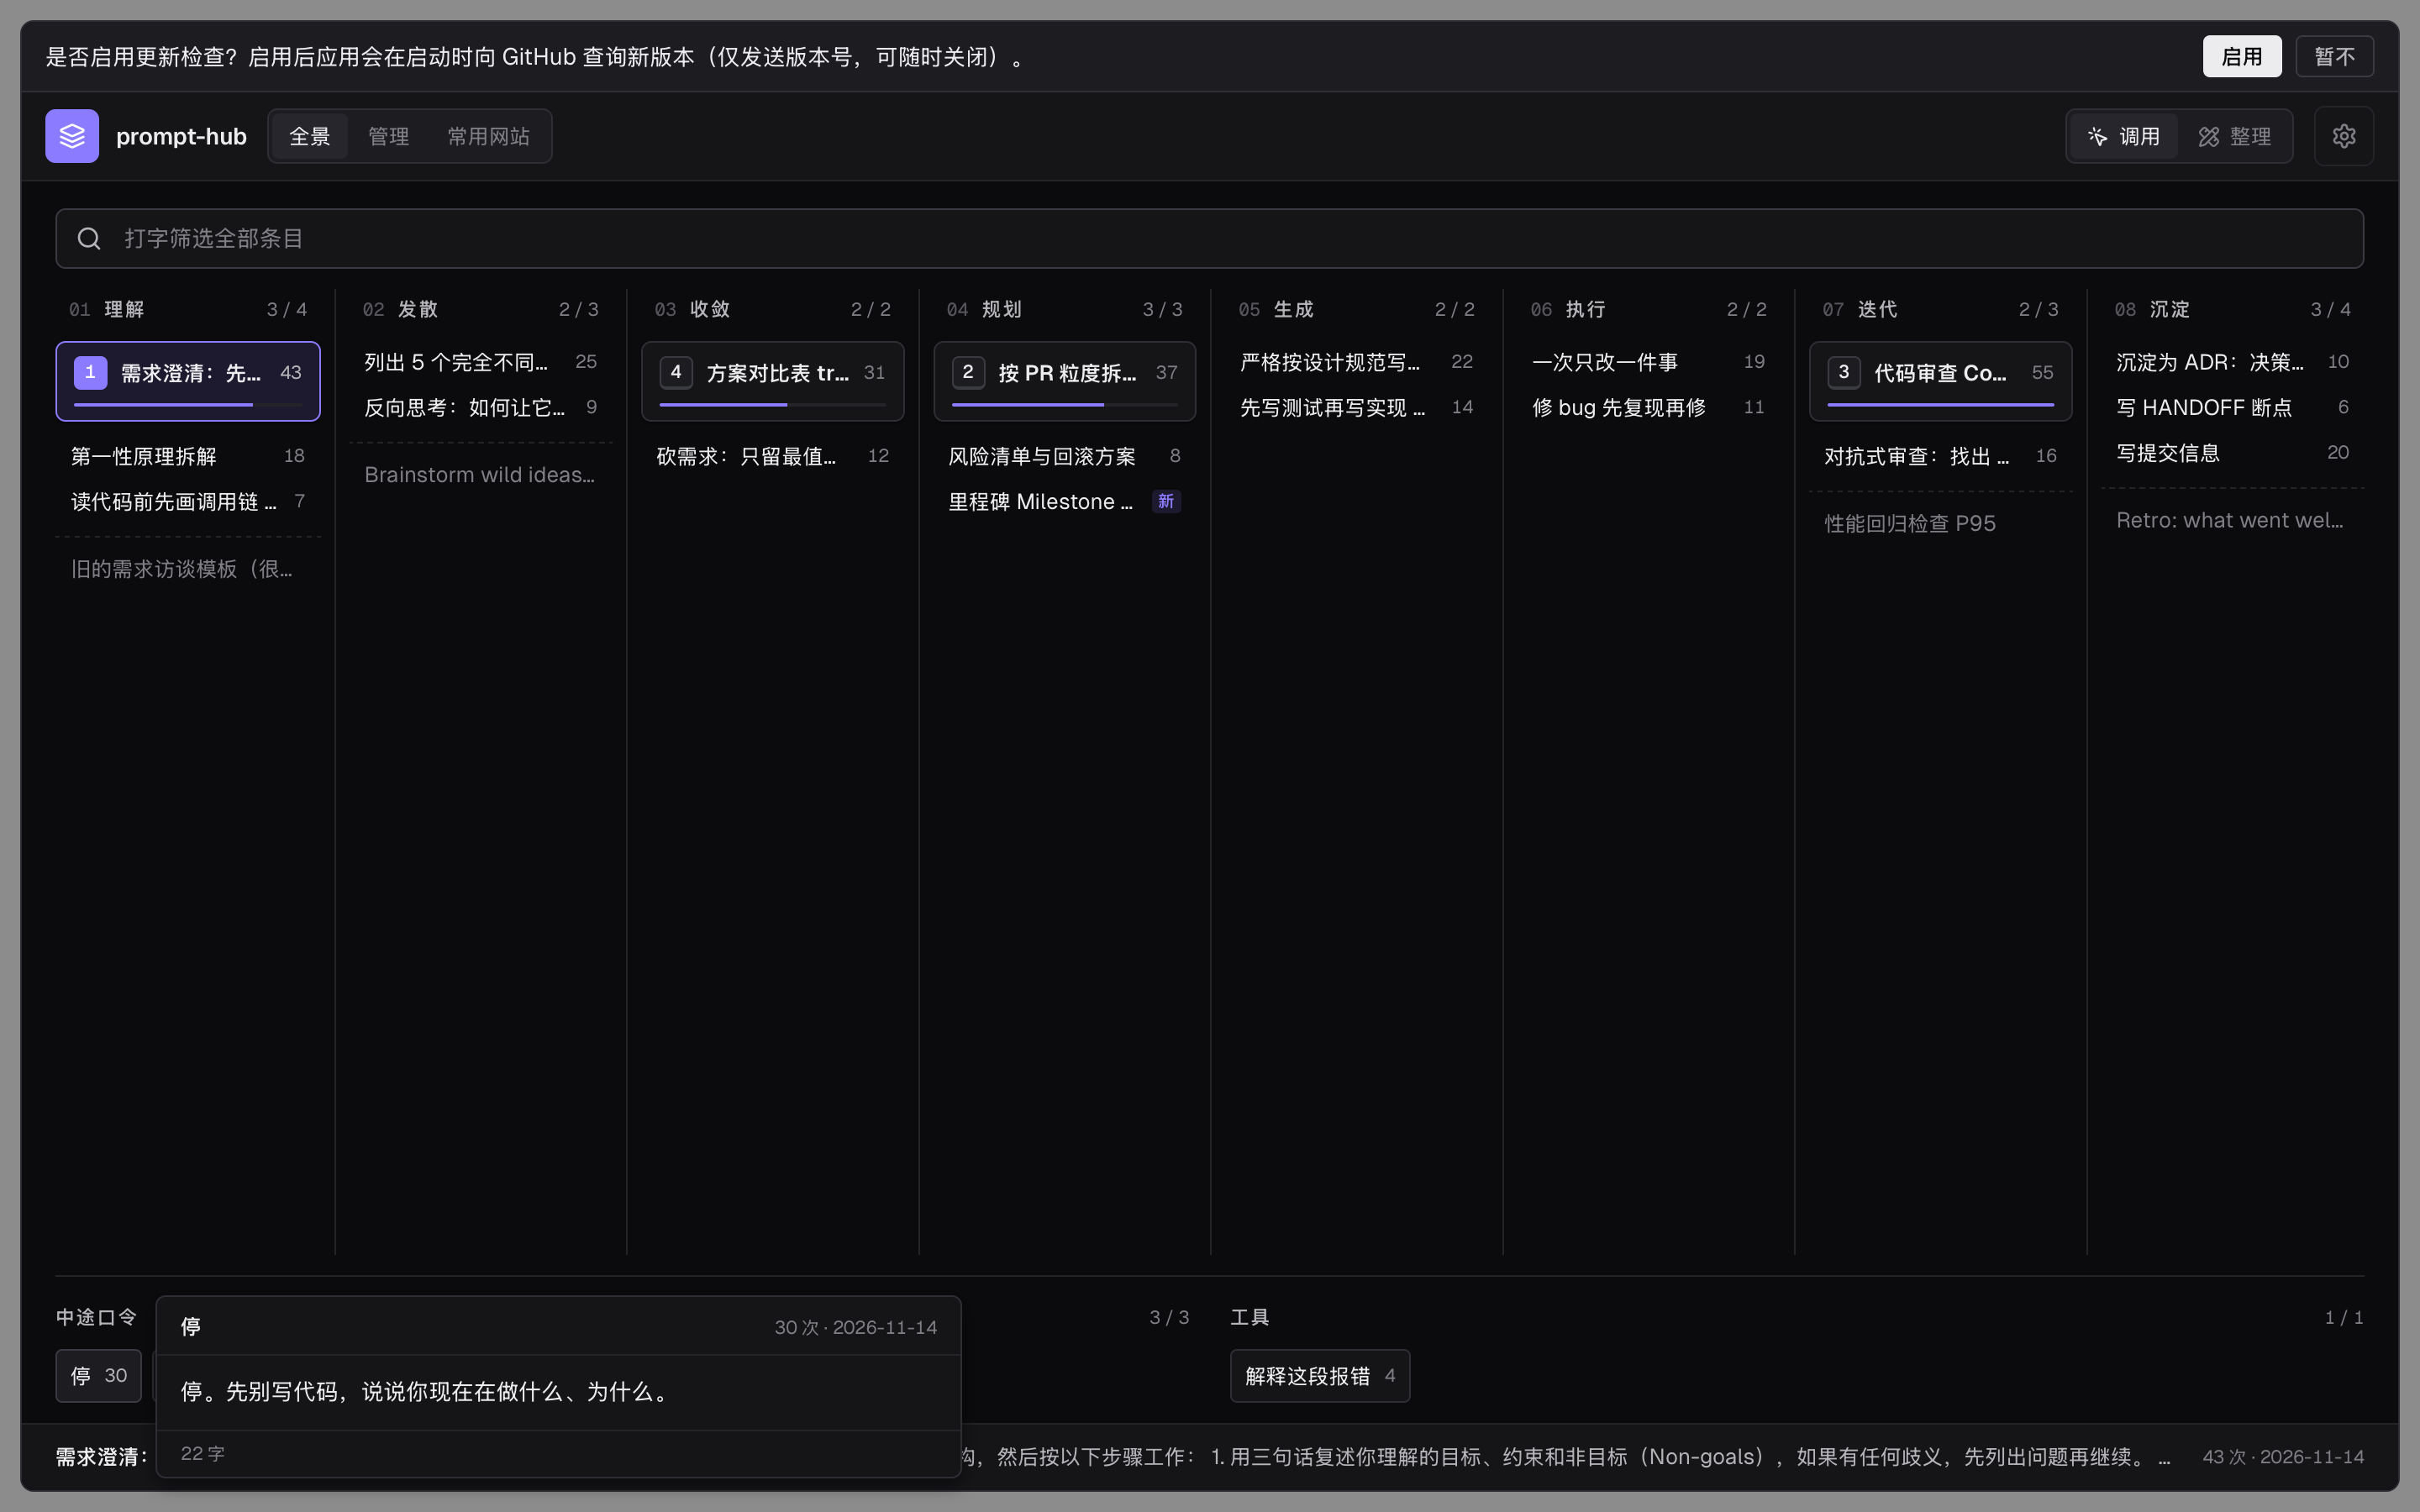 是否启用更新检查？启用后应用会在启动时向 GitHub 查询新版本（仅发送版本号，可随时关闭）。 启用 暂不
prompt-hub 全景 管理 常用网站 调用 整理
打字筛选全部条目
01 理解 3 / 4
1 需求澄清：先... 43
第一性原理拆解 18
读代码前先画调用链 ... 7
旧的需求访谈模板（很...
02 发散 2 / 3
列出 5 个完全不同... 25
反向思考：如何让它... 9
Brainstorm wild ideas...
03 收敛 2 / 2
4 方案对比表 tr... 31
砍需求：只留最值... 12
04 规划 3 / 3
2 按 PR 粒度拆... 37
风险清单与回滚方案 8
里程碑 Milestone ... 新
05 生成 2 / 2
严格按设计规范写... 22
先写测试再写实现 ... 14
06 执行 2 / 2
一次只改一件事 19
修 bug 先复现再修 11
07 迭代 2 / 3
3 代码审查 Co... 55
对抗式审查：找出 ... 16
性能回归检查 P95
08 沉淀 3 / 4
沉淀为 ADR：决策... 10
写 HANDOFF 断点 6
写提交信息 20
Retro: what went wel...
中途口令 3 / 3
停 30
停 30 次 · 2026-11-14
停。先别写代码，说说你现在在做什么、为什么。
22 字
工具 1 / 1
解释这段报错 4
需求澄清： ，然后按以下步骤工作： 1. 用三句话复述你理解的目标、约束和非目标（Non-goals），如果有任何歧义，先列出问题再继续。 ... 43 次 · 2026-11-14